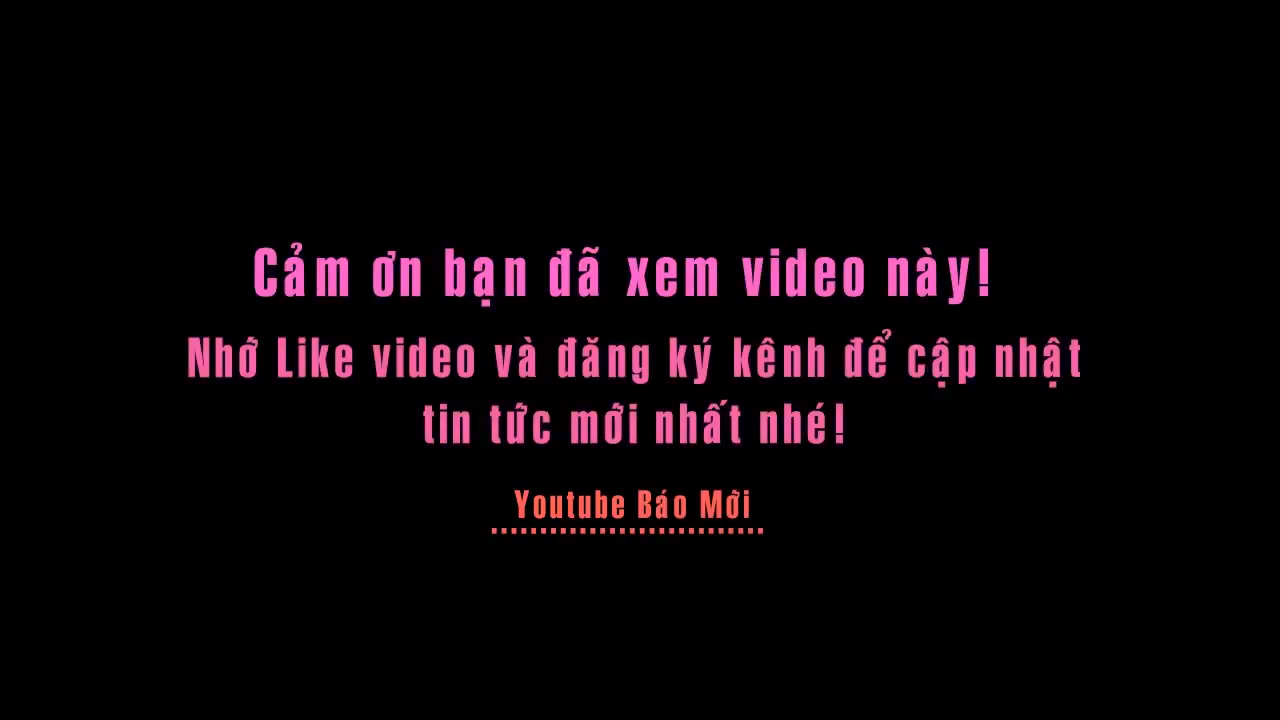 Cảm ơn bạn đã xem video này!
Nhớ Like video và đăng ký kênh để cập nhật
tin tức mới nhất nhé!
Youtube Báo Mới